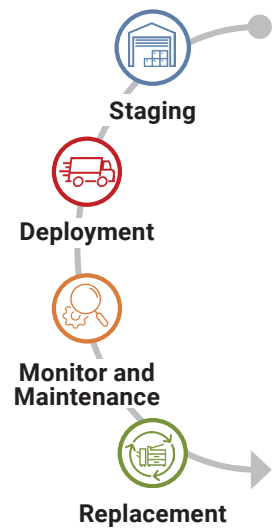 Staging
Deployment
Monitor and
Maintenance
Replacement